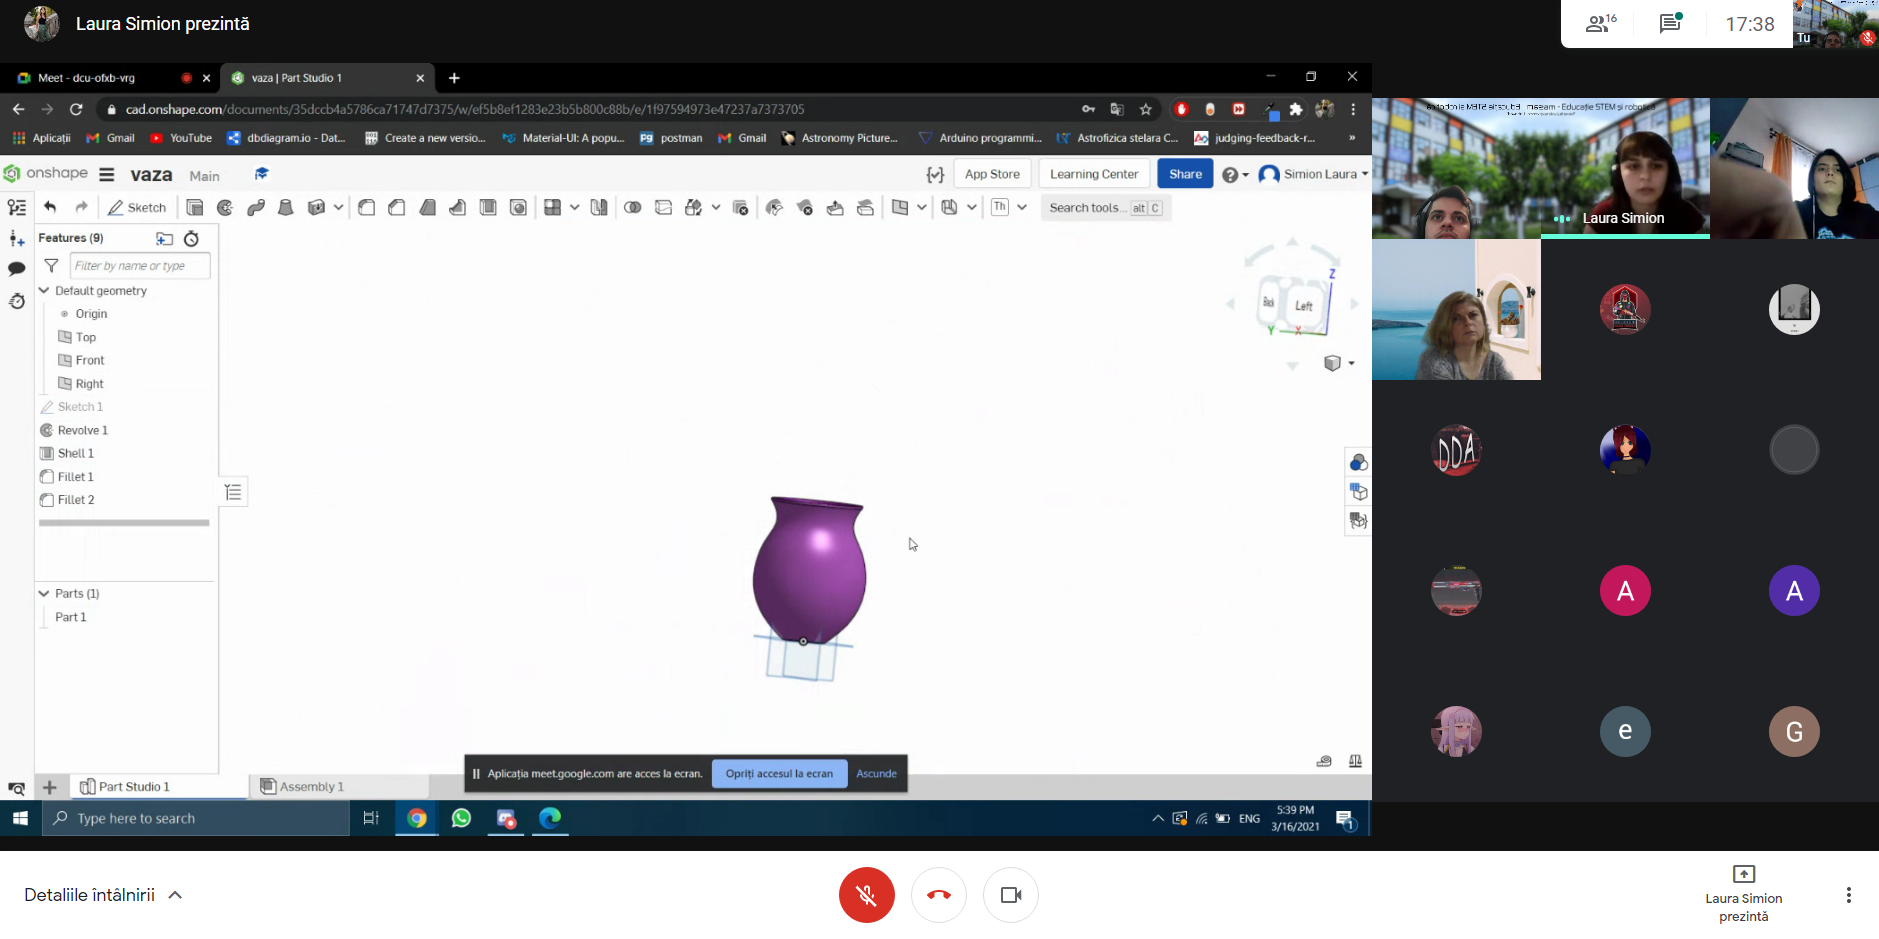 Laura Simion prezintă
16
17:38
Tu
Meet - dcu-ofxb-vrg
vaza | Part Studio 1
cad.onshape.com/documents/35dccb4a5786ca71747d7375/w/ef5b8ef1283e23b5b800c88b/e/1f97594973e47237a7373705
Aplicații
Gmail
YouTube
dbdiagram.io - Dat...
Create a new versio...
Material-UI: A popu...
postman
Gmail
Astronomy Picture...
Arduino programmi...
Astrofizica stelara C...
judging-feedback-r...
»
onshape
vaza
Main
App Store
Learning Center
Share
Simion Laura
Sketch
Th
Search tools... alt C
Features (9)
Filter by name or type
Default geometry
Origin
Top
Front
Right
Sketch 1
Revolve 1
Shell 1
Fillet 1
Fillet 2
Parts (1)
Part 1
Z
Back
Left
Y
X
Aplicația meet.google.com are acces la ecran.
Opriți accesul la ecran
Ascunde
Part Studio 1
Assembly 1
Type here to search
ENG
5:39 PM
3/16/2021
1
Laura Simion
DDA
A
A
e
G
Detaliile întâlnirii
Laura Simion
prezintă